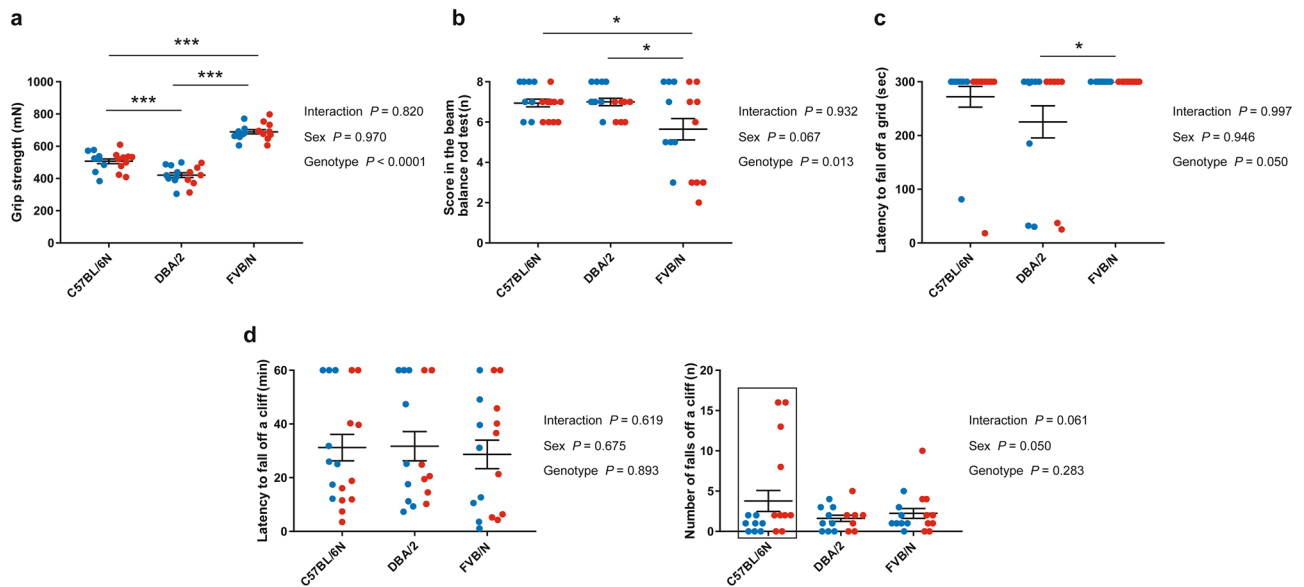 a
***
***
***
Grip strength (mN)
1000
800
600
400
200
0
C57BL/6N
DBA/2
FVB/N
Interaction P = 0.820
Sex P = 0.970
Genotype P < 0.0001
b
*
*
Score in the beam
balance rod test (n)
8
6
4
2
0
C57BL/6N
DBA/2
FVB/N
Interaction P = 0.932
Sex P = 0.067
Genotype P = 0.013
c
*
Latency to fall off a grid (sec)
300
200
100
0
C57BL/6N
DBA/2
FVB/N
Interaction P = 0.997
Sex P = 0.946
Genotype P = 0.050
d
Latency to fall off a cliff (min)
60
40
20
0
C57BL/6N
DBA/2
FVB/N
Interaction P = 0.619
Sex P = 0.675
Genotype P = 0.893
Number of falls off a cliff (n)
20
15
10
5
0
C57BL/6N
DBA/2
FVB/N
Interaction P = 0.061
Sex P = 0.050
Genotype P = 0.283